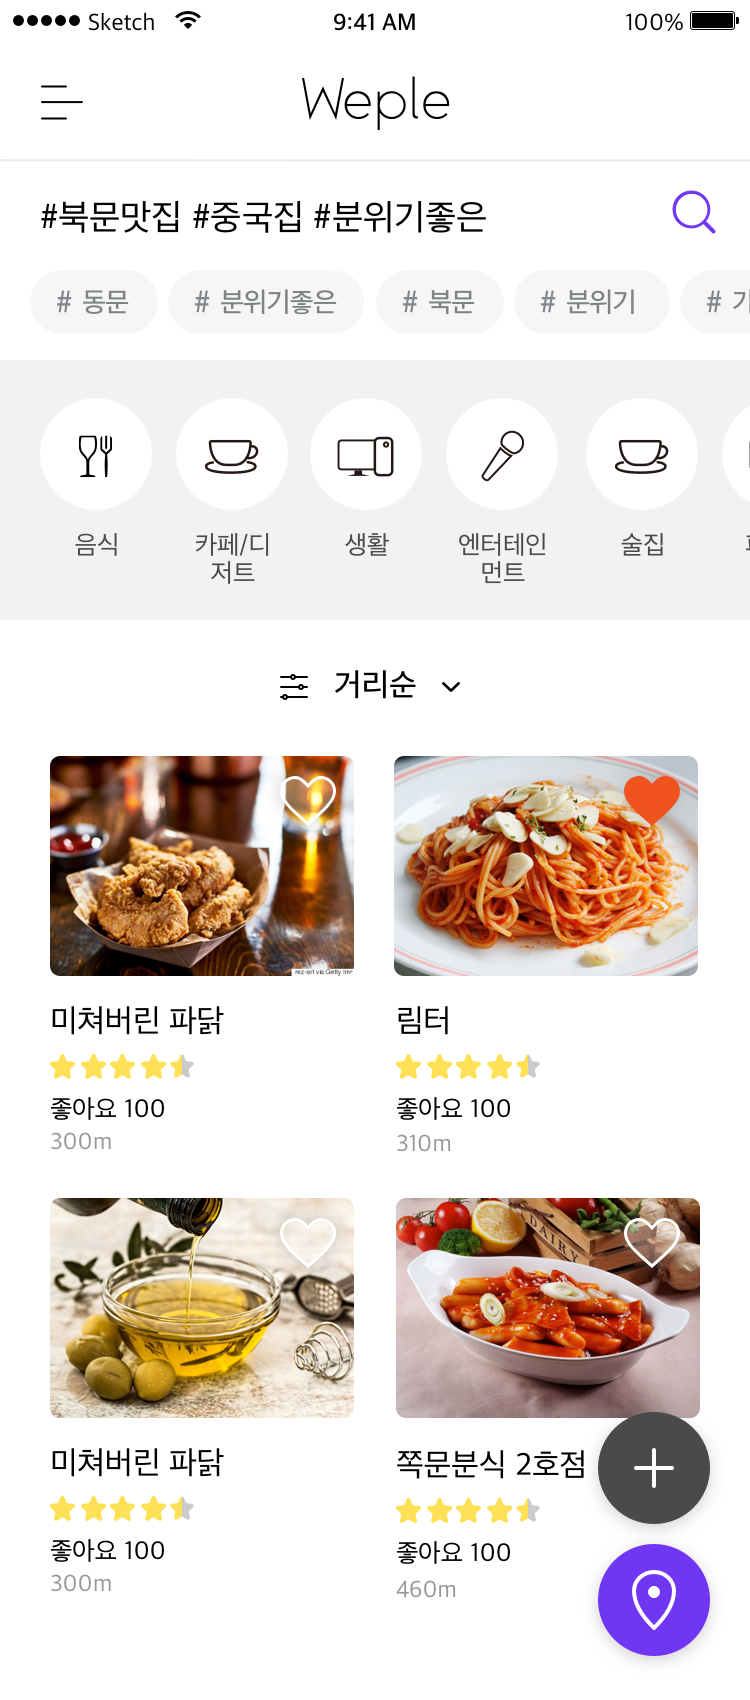 Sketch 9:41 AM 100%
Weple
#북문맛집 #중국집 #분위기좋은
# 동문 # 분위기좋은 # 북문 # 분위기 #
음식 카페/디저트 생활 엔터테인먼트 술집
거리순
rez-art via Getty Im
DAIRY
미쳐버린 파닭 림터
좋아요 100 좋아요 100
300m 310m
미쳐버린 파닭 쪽문분식 2호점
좋아요 100 좋아요 100
300m 460m